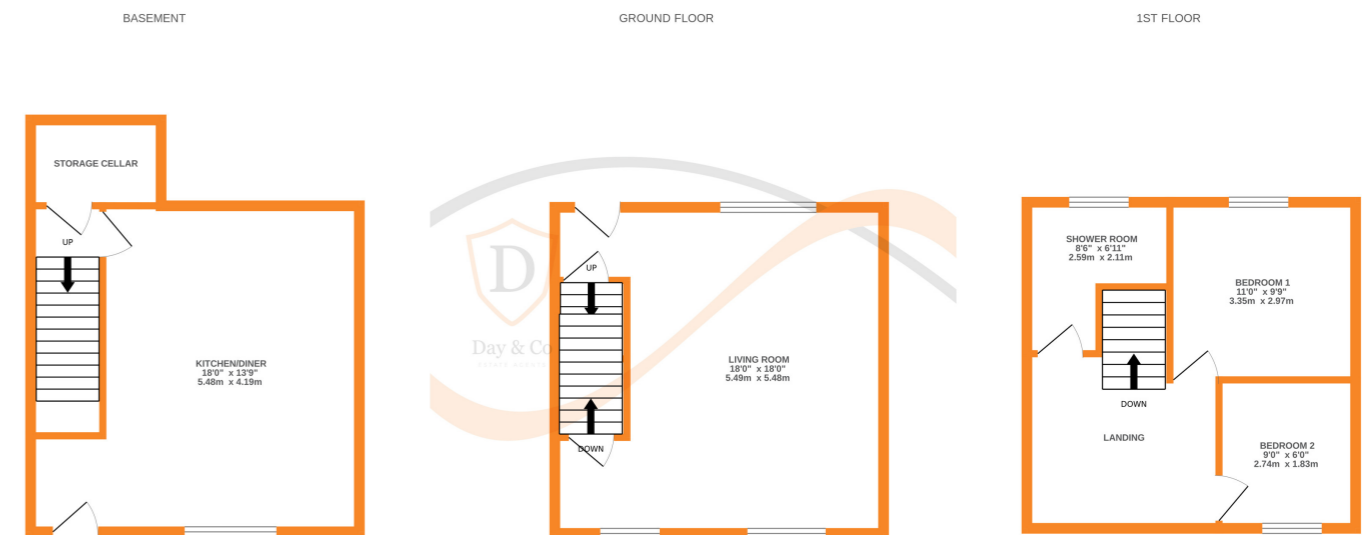 BASEMENT
GROUND FLOOR
1ST FLOOR
STORAGE CELLAR
UP
KITCHEN/DINER
18'0" x 13'9"
5.48m x 4.19m
D
Day & Co
ESTATE AGENTS
UP
LIVING ROOM
18'0" x 18'0"
5.49m x 5.48m
DOWN
SHOWER ROOM
8'6" x 6'11"
2.59m x 2.11m
BEDROOM 1
11'0" x 9'9"
3.35m x 2.97m
DOWN
LANDING
BEDROOM 2
9'0" x 6'0"
2.74m x 1.83m